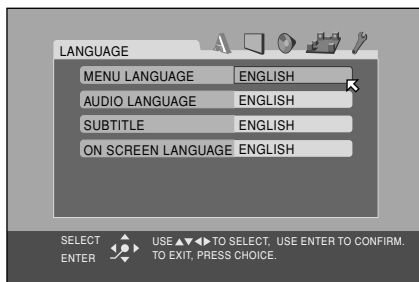 LANGUAGE
MENU LANGUAGE ENGLISH
AUDIO LANGUAGE ENGLISH
SUBTITLE ENGLISH
ON SCREEN LANGUAGE ENGLISH
SELECT USE ▲▼◀▶ TO SELECT, USE ENTER TO CONFIRM.
ENTER TO EXIT, PRESS CHOICE.